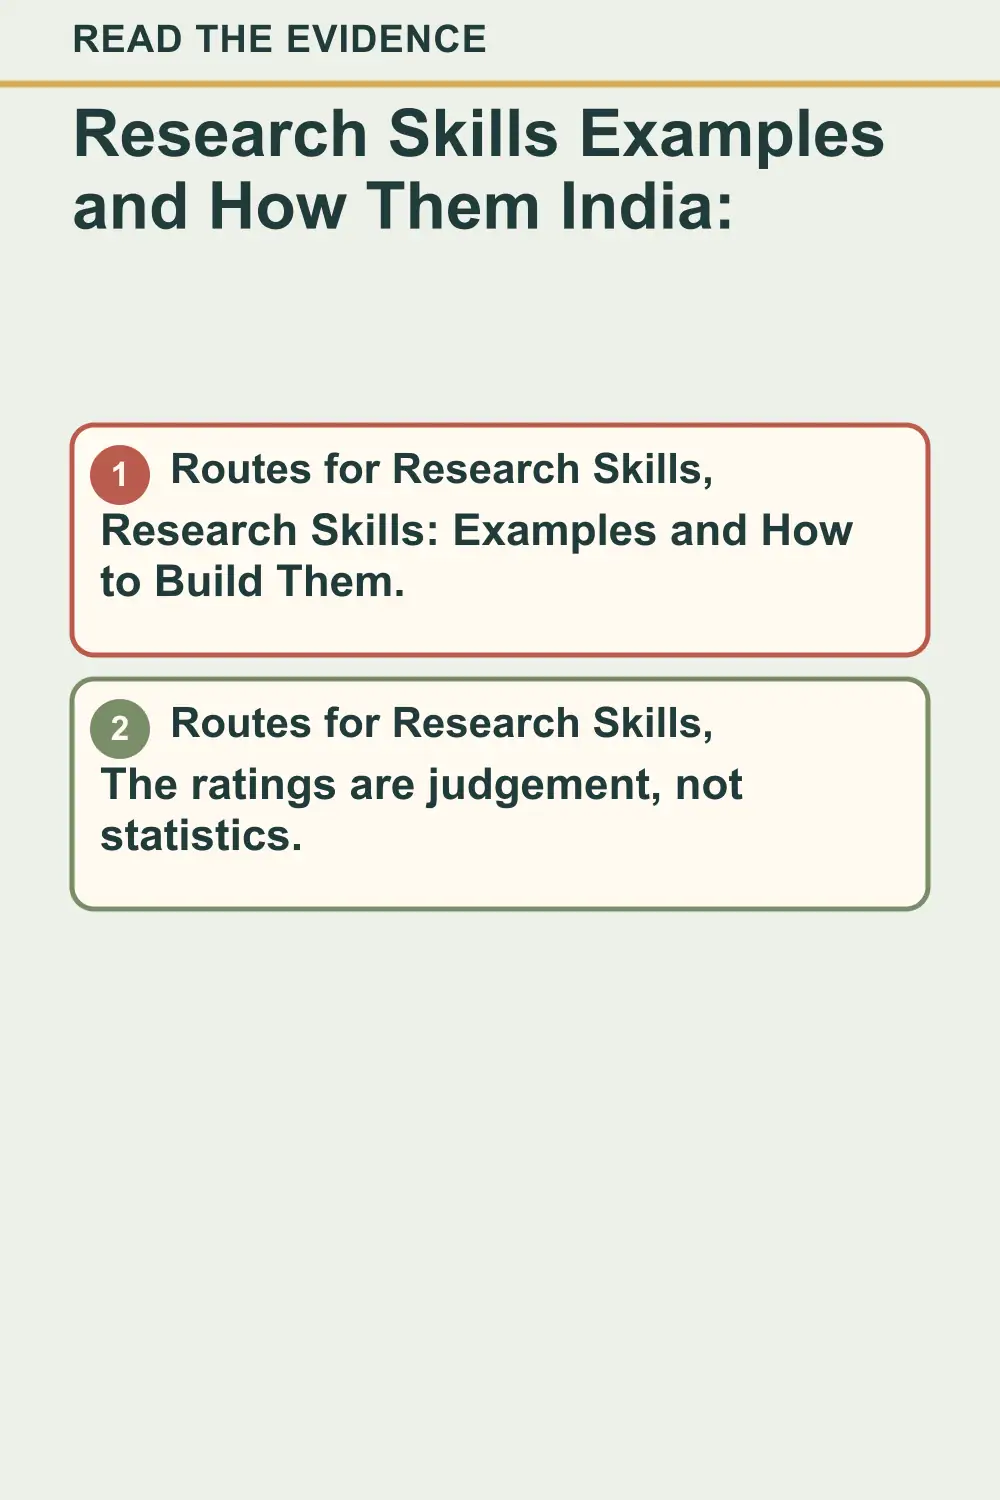 READ THE EVIDENCE
Research Skills Examples
and How Them India:
1 Routes for Research Skills,
Research Skills: Examples and How
to Build Them.
2 Routes for Research Skills,
The ratings are judgement, not
statistics.